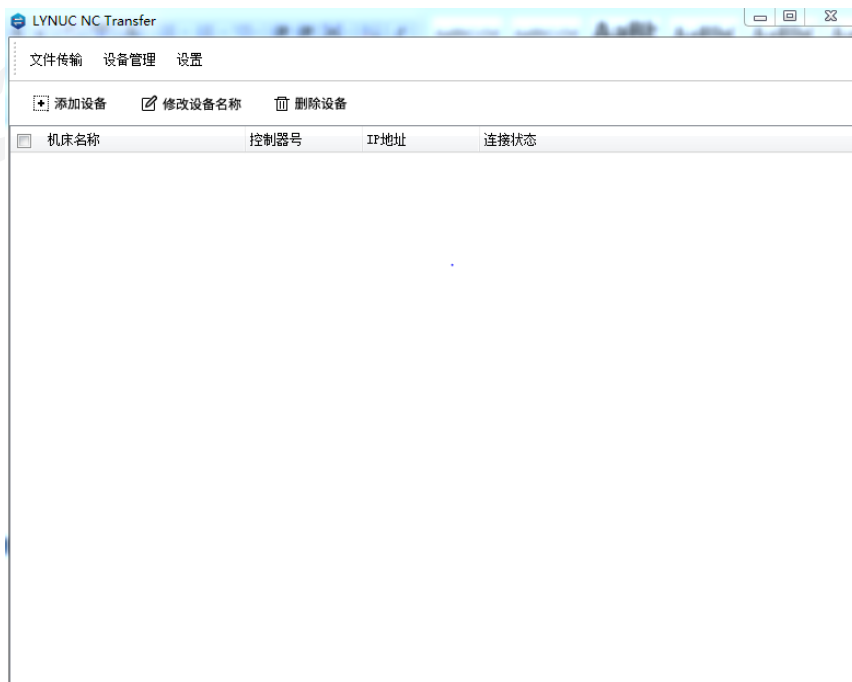 LYNUC NC Transfer
文件传输 设备管理 设置
添加设备 修改设备名称 删除设备
机床名称 控制器号 IP地址 连接状态